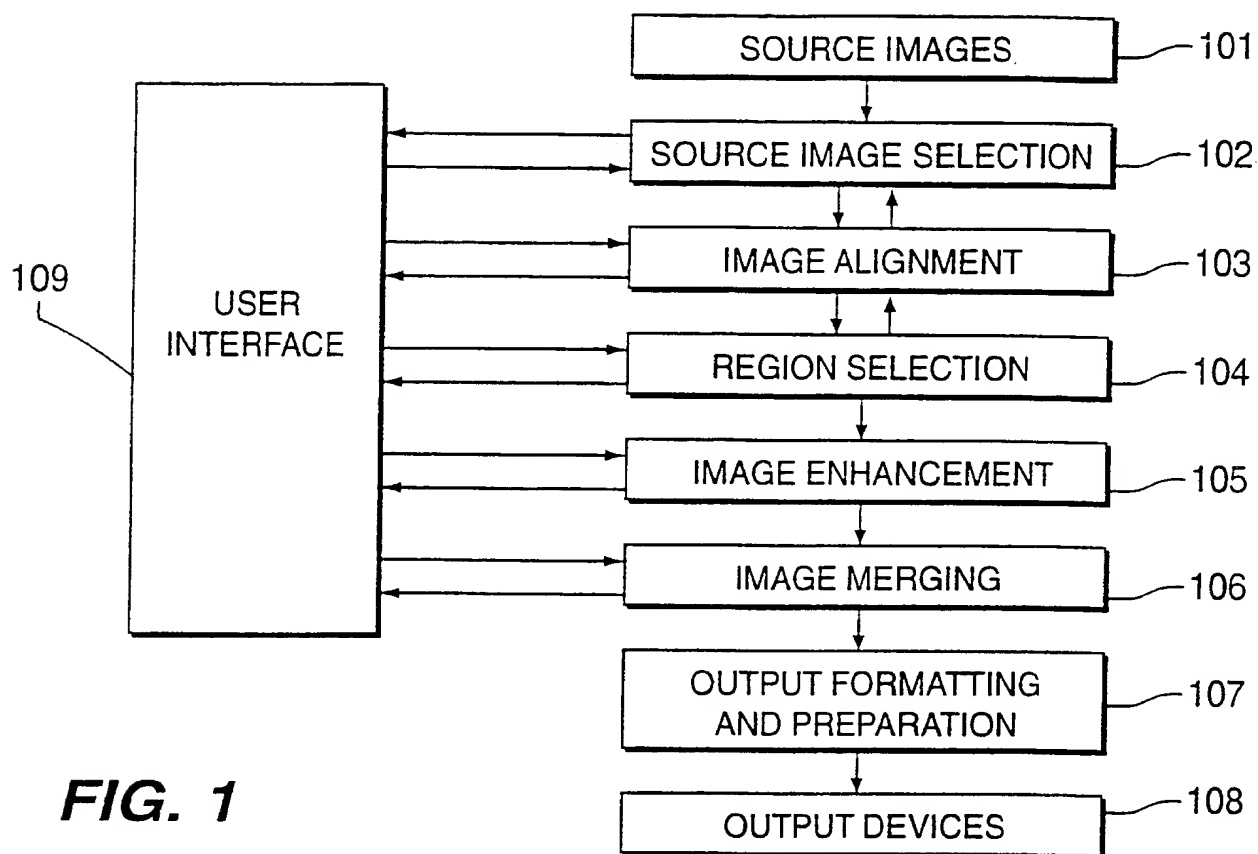 SOURCE IMAGES
101
SOURCE IMAGE SELECTION
102
IMAGE ALIGNMENT
103
109
USER
INTERFACE
REGION SELECTION
104
IMAGE ENHANCEMENT
105
IMAGE MERGING
106
OUTPUT FORMATTING
AND PREPARATION
107
FIG. 1
OUTPUT DEVICES
108